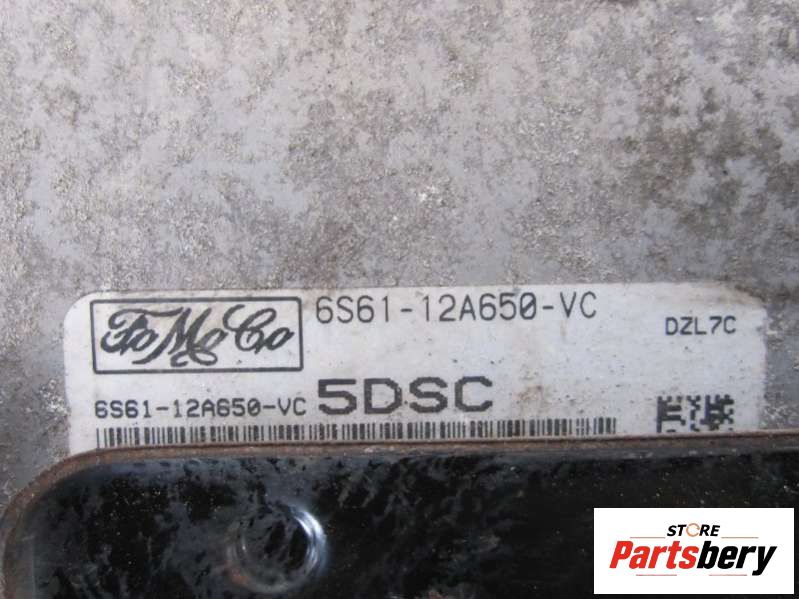 FoMoCo
6S61-12A650-VC
DZL7C
6S61-12A650-VC 5DSC
STORE
Partsbery